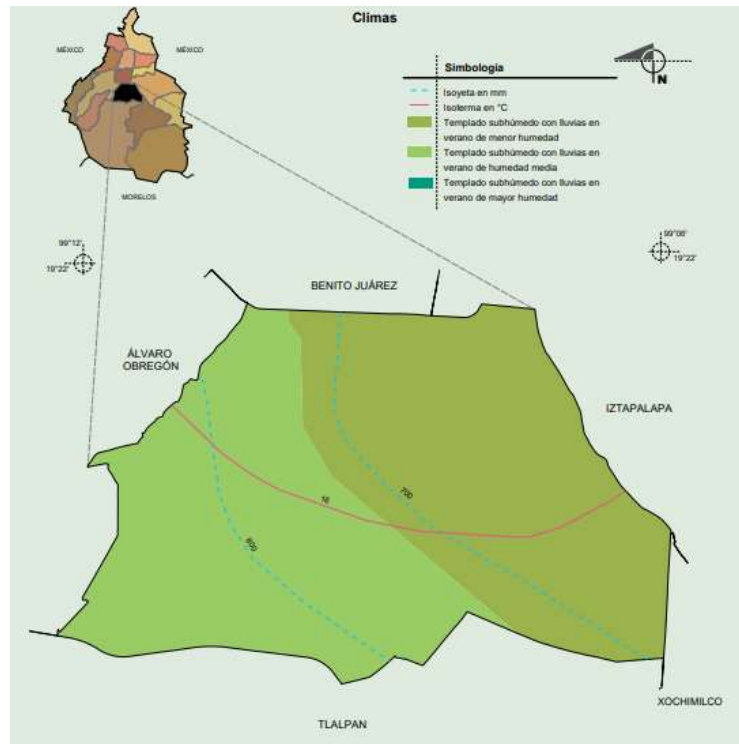 Climas
MÉXICO
MÉXICO
MORELOS
Simbología
Isoyeta en mm
Isoterma en °C
Templado subhúmedo con lluvias en
verano de menor humedad
Templado subhúmedo con lluvias en
verano de humedad media
Templado subhúmedo con lluvias en
verano de mayor humedad
N
99°12'
19°22'
99°06'
19°22'
BENITO JUÁREZ
ÁLVARO
OBREGÓN
IZTAPALAPA
700
16
800
XOCHIMILCO
TLALPAN